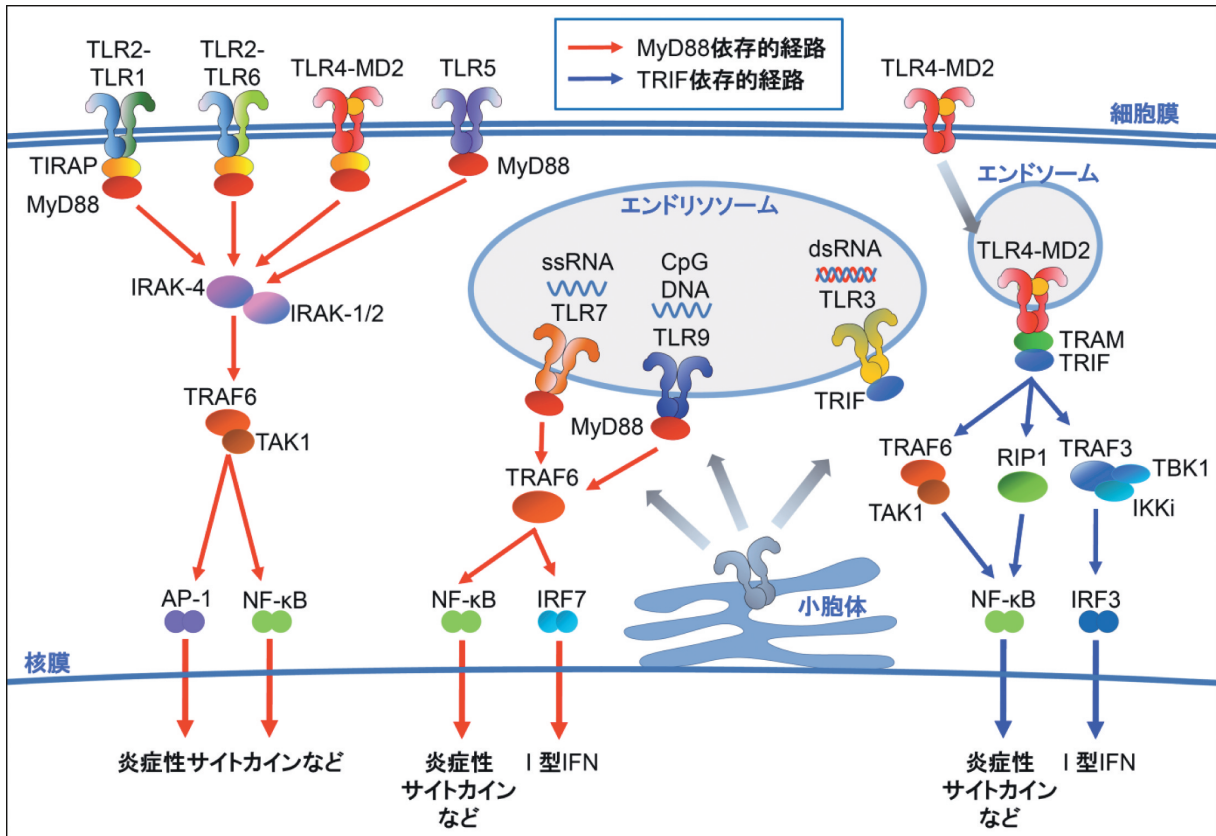 TLR2-
TLR1
TLR2-
TLR6
TLR4-MD2
TLR5
MyD88依存的経路
TRIF依存的経路
TLR4-MD2
細胞膜
TIRAP
MyD88
MyD88
エンドソーム
エンドリソソーム
TLR4-MD2
ssRNA
TLR7
CpG
DNA
TLR9
dsRNA
TLR3
IRAK-4
IRAK-1/2
TRAM
TRIF
TRIF
MyD88
TRAF6
TAK1
TRAF6
TRAF6
TAK1
RIP1
TRAF3
TBK1
IKKi
AP-1
NF-κB
NF-κB
IRF7
小胞体
NF-κB
IRF3
核膜
炎症性サイトカインなど
炎症性
サイトカイン
など
I 型IFN
炎症性
サイトカイン
など
I 型IFN